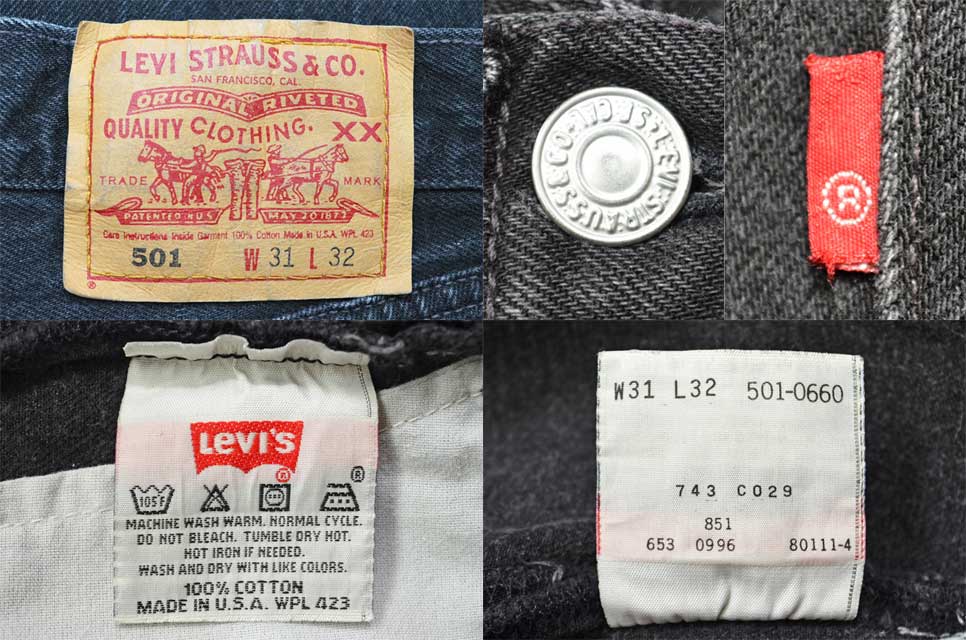 LEVI STRAUSS & CO.
SAN FRANCISCO, CAL.
ORIGINAL RIVETED
QUALITY CLOTHING. XX
TRADE MARK
PATENTED IN U.S. MAY 20 1873
Care Instructions Inside Garment 100% Cotton Made in U.S.A. WPL 423
501 W 31 L 32
®
LEVI STRAUSS & CO. S.F. CAL.
®
LEVI'S
®
®
105F
MACHINE WASH WARM. NORMAL CYCLE.
DO NOT BLEACH. TUMBLE DRY HOT.
HOT IRON IF NEEDED.
WASH AND DRY WITH LIKE COLORS.
100% COTTON
MADE IN U.S.A. WPL 423
W31 L32 501-0660
743 C029
851
653 0996 80111-4